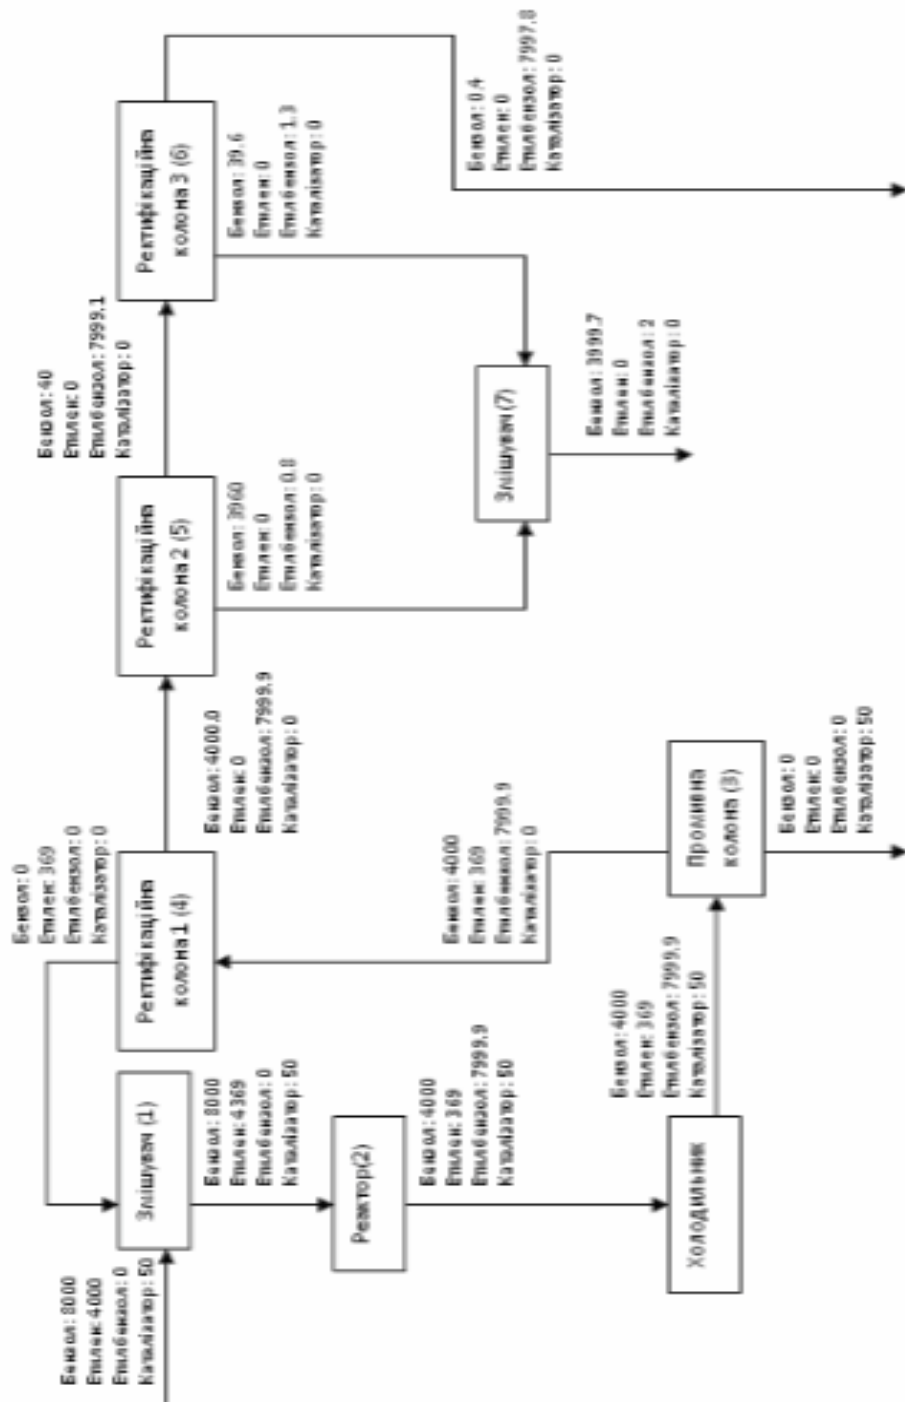 Бензол: 8000
Етилен: 4000
Етилбензол: 0
Каталізатор: 50
Змішувач (1)
Бензол: 0
Етилен: 369
Етилбензол: 0
Каталізатор: 0
Бензол: 8000
Етилен: 4369
Етилбензол: 0
Каталізатор: 50
Реактор(2)
Бензол: 4000
Етилен: 369
Етилбензол: 7999.9
Каталізатор: 50
Холодильник
Бензол: 4000
Етилен: 369
Етилбензол: 7999.9
Каталізатор: 50
Промивна
колона (3)
Бензол: 0
Етилен: 0
Етилбензол: 0
Каталізатор: 50
Бензол: 4000
Етилен: 369
Етилбензол: 7999.9
Каталізатор: 0
Ректифікаційна
колона 1 (4)
Бензол: 4000.0
Етилен: 0
Етилбензол: 7999.9
Каталізатор: 0
Ректифікаційна
колона 2 (5)
Бензол: 3960
Етилен: 0
Етилбензол: 0.8
Каталізатор: 0
Бензол: 40
Етилен: 0
Етилбензол: 7999.1
Каталізатор: 0
Ректифікаційна
колона 3 (6)
Бензол: 39.6
Етилен: 0
Етилбензол: 1.3
Каталізатор: 0
Змішувач (7)
Бензол: 3999.7
Етилен: 0
Етилбензол: 2
Каталізатор: 0
Бензол: 0.4
Етилен: 0
Етилбензол: 7997.8
Каталізатор: 0